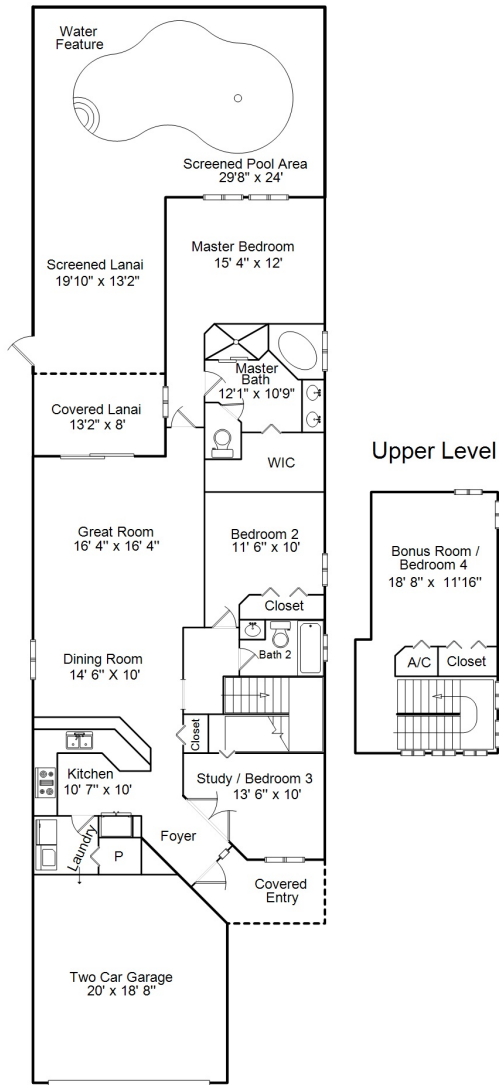 Water
Feature
Screened Pool Area
29'8" x 24'
Master Bedroom
15' 4" x 12'
Screened Lanai
19'10" x 13'2"
Master
Bath
12'1" x 10'9"
Covered Lanai
13'2" x 8'
WIC
Upper Level
Great Room
16' 4" x 16' 4"
Bedroom 2
11' 6" x 10'
Closet
Bonus Room /
Bedroom 4
18' 8" x 11'16"
A/C
Closet
Bath 2
Dining Room
14' 6" X 10'
Closet
Kitchen
10' 7" x 10'
Study / Bedroom 3
13' 6" x 10'
Laundry
P
Foyer
Covered
Entry
Two Car Garage
20' x 18' 8"